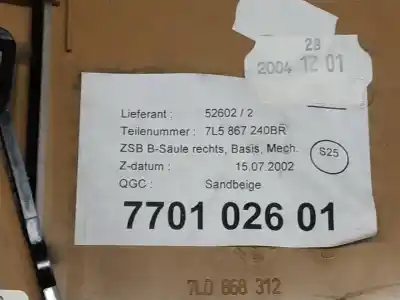 28
2004 12 01
Lieferant : 52602 / 2
Teilenummer : 7L5 867 240BR
ZSB B-Säule rechts, Basis, Mech.
S25
Z-datum : 15.07.2002
QGC : Sandbeige
7701 026 01
7L0 868 312